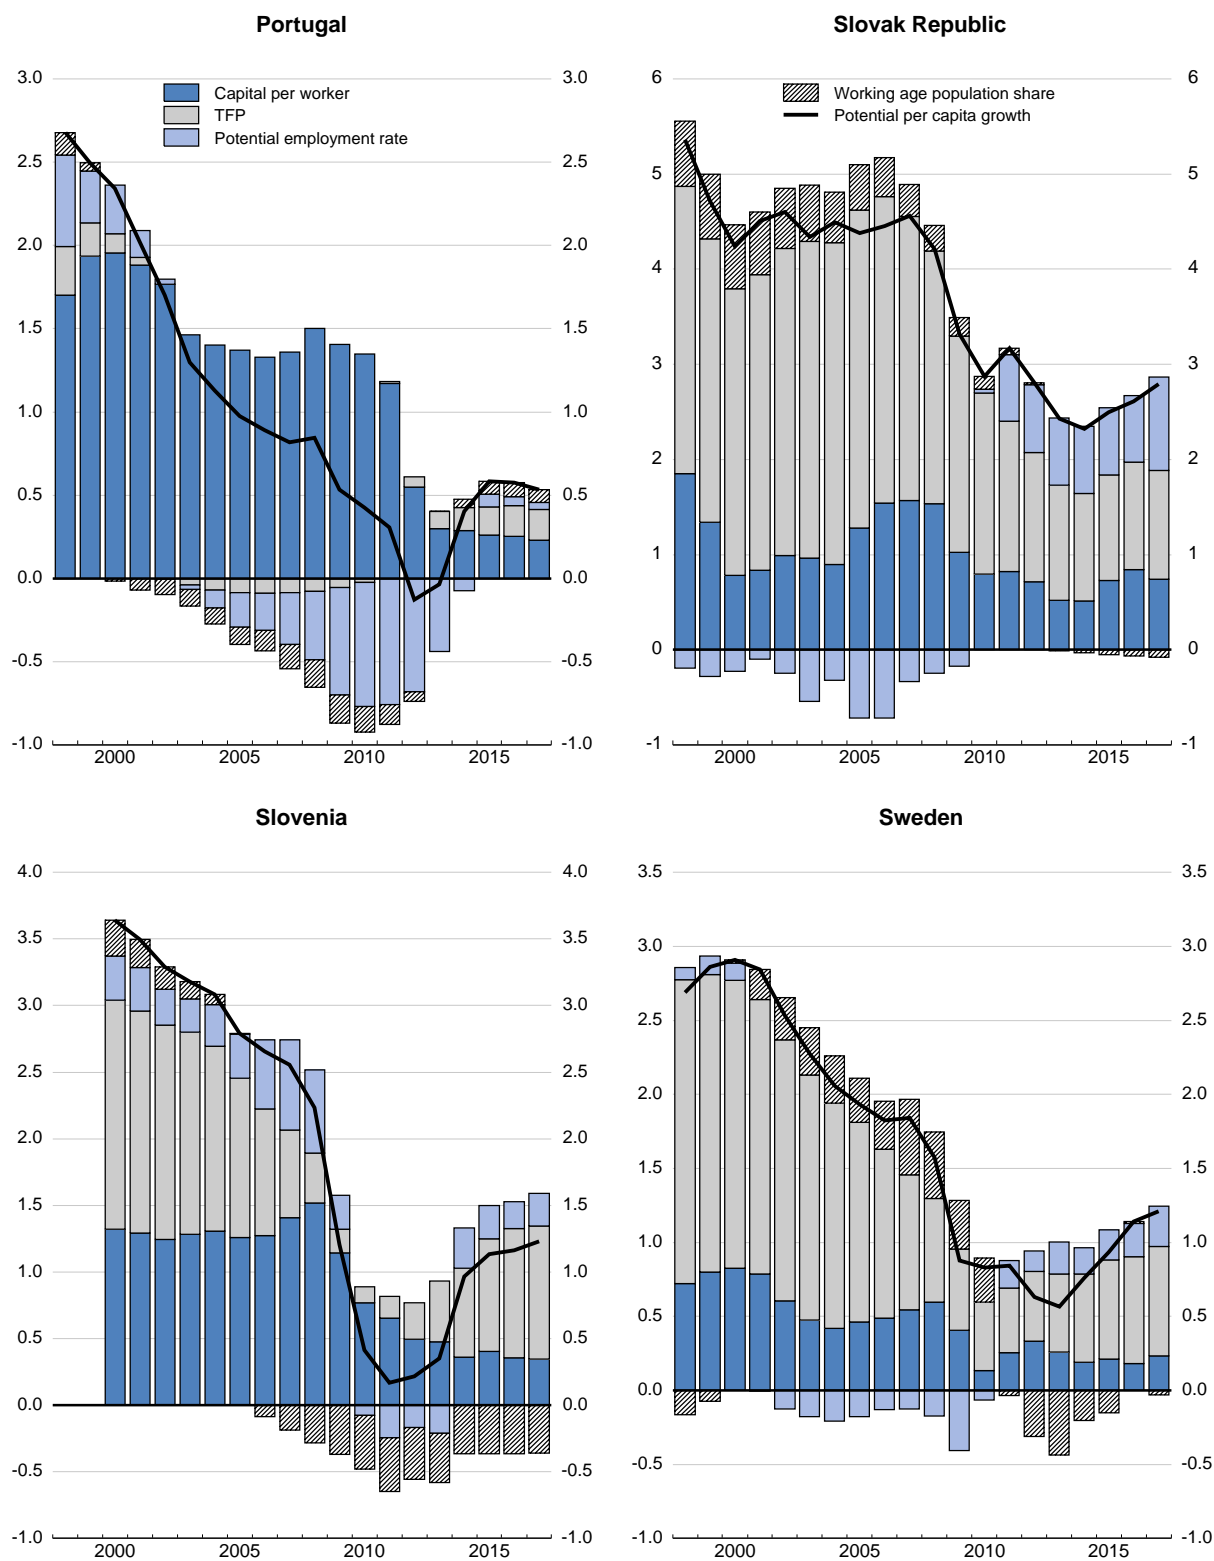 Portugal
Slovak Republic
3.0 3.0
6 6
Capital per worker
TFP
Potential employment rate
Working age population share
Potential per capita growth
2.5 2.5
5 5
2.0 2.0
4 4
1.5 1.5
3 3
1.0 1.0
2 2
0.5 0.5
1 1
0.0 0.0
0 0
-0.5 -0.5
-1.0 -1.0
-1 -1
2000 2005 2010 2015
2000 2005 2010 2015
Slovenia
Sweden
4.0 4.0
3.5 3.5
3.5 3.5
3.0 3.0
3.0 3.0
2.5 2.5
2.5 2.5
2.0 2.0
2.0 2.0
1.5 1.5
1.5 1.5
1.0 1.0
1.0 1.0
0.5 0.5
0.5 0.5
0.0 0.0
0.0 0.0
-0.5 -0.5
-0.5 -0.5
-1.0 -1.0
-1.0 -1.0
2000 2005 2010 2015
2000 2005 2010 2015